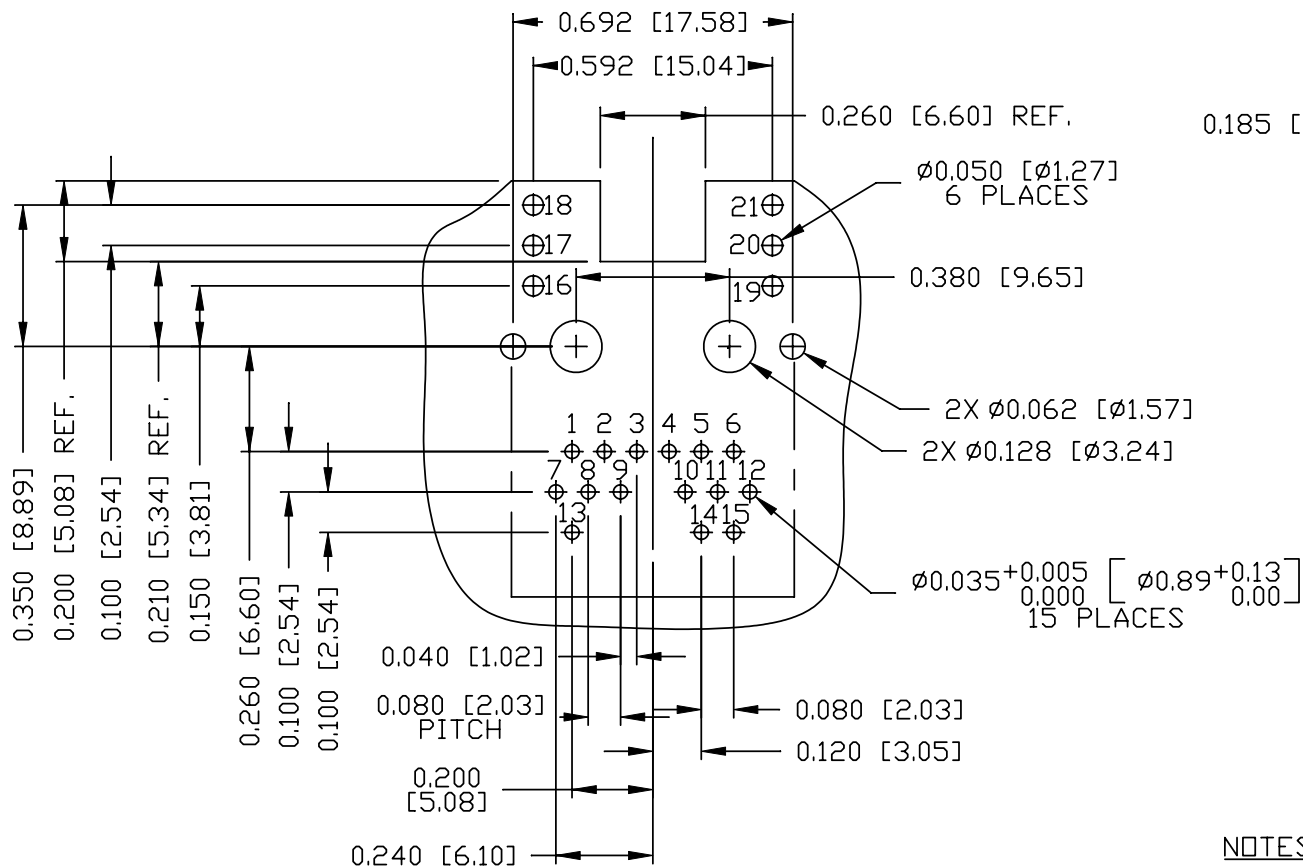 0.692 [17.58]
0.592 [15.04]
0.260 [6.60] REF.
0.185 [
Ø0.050 [Ø1.27]
6 PLACES
18
21
17
20
16
19
0.380 [9.65]
0.350 [8.89]
0.200 [5.08] REF.
0.100 [2.54]
0.210 [5.34] REF.
0.150 [3.81]
0.260 [6.60]
0.100 [2.54]
0.100 [2.54]
2X Ø0.062 [Ø1.57]
2X Ø0.128 [Ø3.24]
1 2 3 4 5 6
7 8 9 10 11 12
13 14 15
Ø0.035+0.005 [Ø0.89+0.13]
0.000 0.00
15 PLACES
0.040 [1.02]
0.080 [2.03]
PITCH
0.080 [2.03]
0.120 [3.05]
0.200
[5.08]
0.240 [6.10]
NOTES